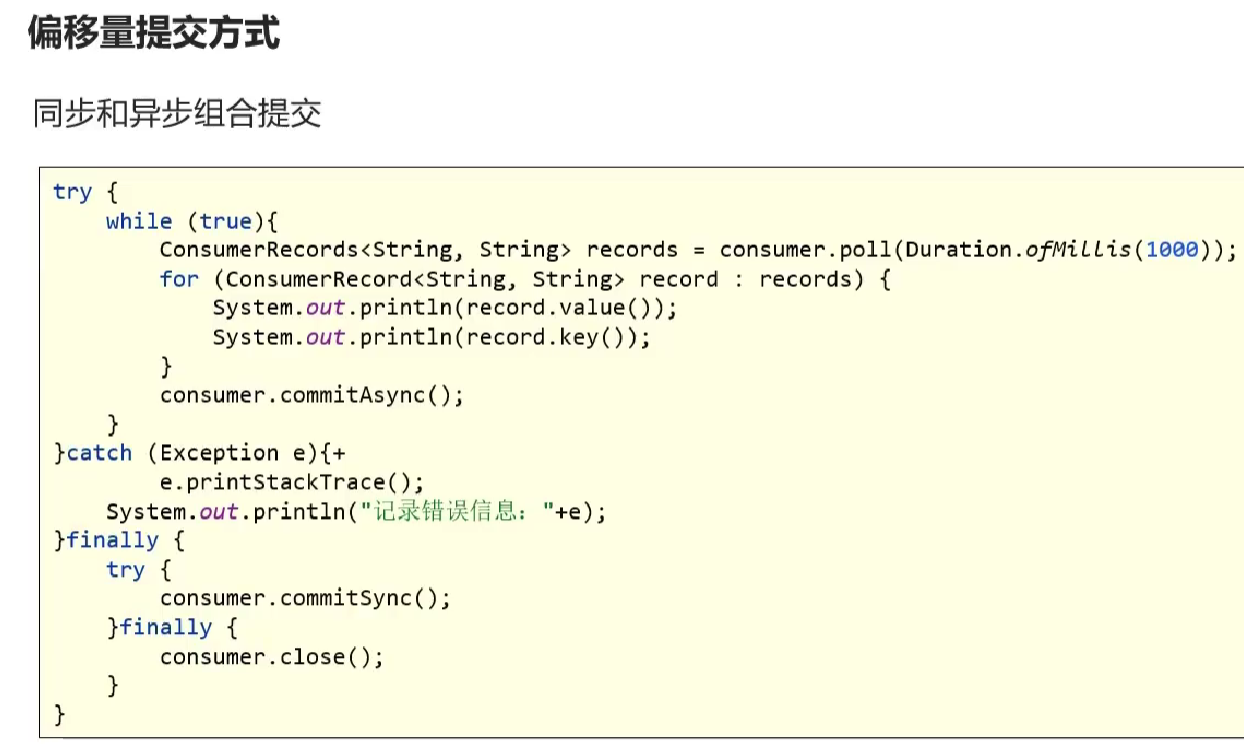 偏移量提交方式
同步和异步组合提交
try {
    while (true){
        ConsumerRecords<String, String> records = consumer.poll(Duration.ofMillis(1000));
        for (ConsumerRecord<String, String> record : records) {
            System.out.println(record.value());
            System.out.println(record.key());
        }
        consumer.commitAsync();
    }
}catch (Exception e){+
        e.printStackTrace();
    System.out.println("记录错误信息："+e);
}finally {
    try {
        consumer.commitSync();
    }finally {
        consumer.close();
    }
}